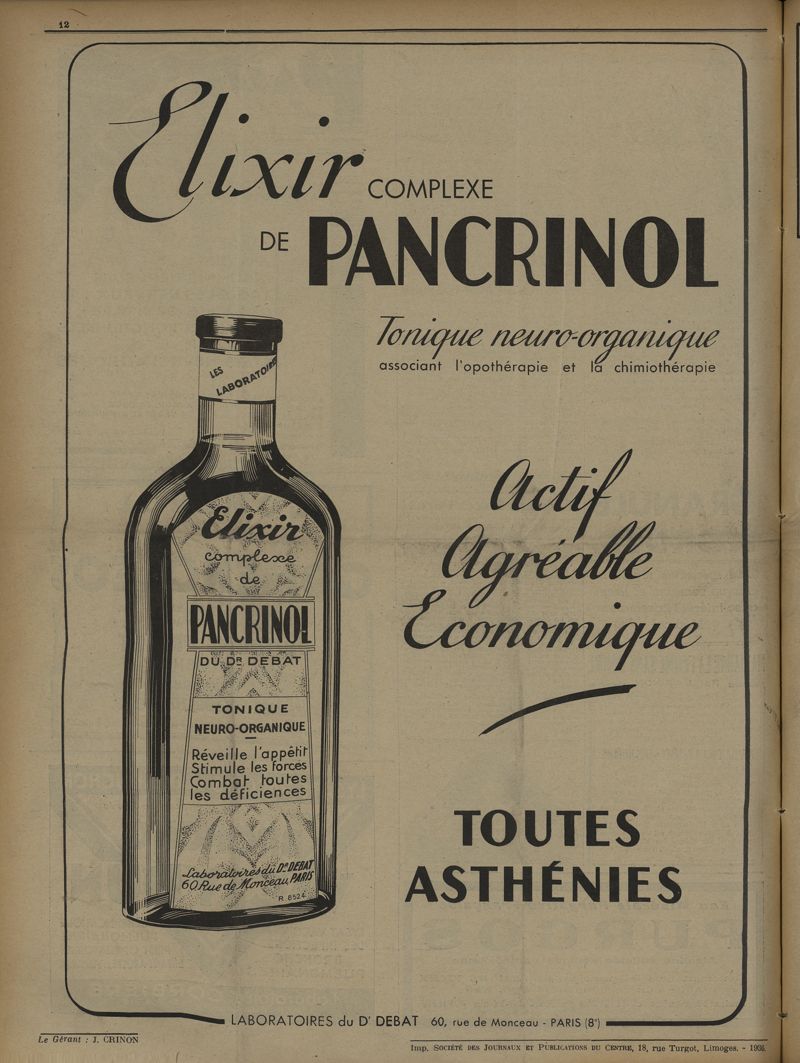 12
Elixir COMPLEXE
DE PANCRINOL
Tonique neuro-organique
associant l'opothérapie et la chimiothérapie
LES
LABORATOIRES
Elixir
complexe
de
PANCRINOL
DU DR DEBAT
TONIQUE
NEURO-ORGANIQUE
Réveille l'appétit
Stimule les forces
Combat toutes
les déficiences
Laboratoires du DR DEBAT
60 Rue de Monceau, PARIS
R. 8524
Actif
Agréable
Economique
TOUTES
ASTHÉNIES
LABORATOIRES du Dr DEBAT 60, rue de Monceau - PARIS (8e)
Le Gérant : J. CRINON
Imp. SOCIÉTÉ DES JOURNAUX ET PUBLICATIONS DU CENTRE, 18, rue Turgot, Limoges. -